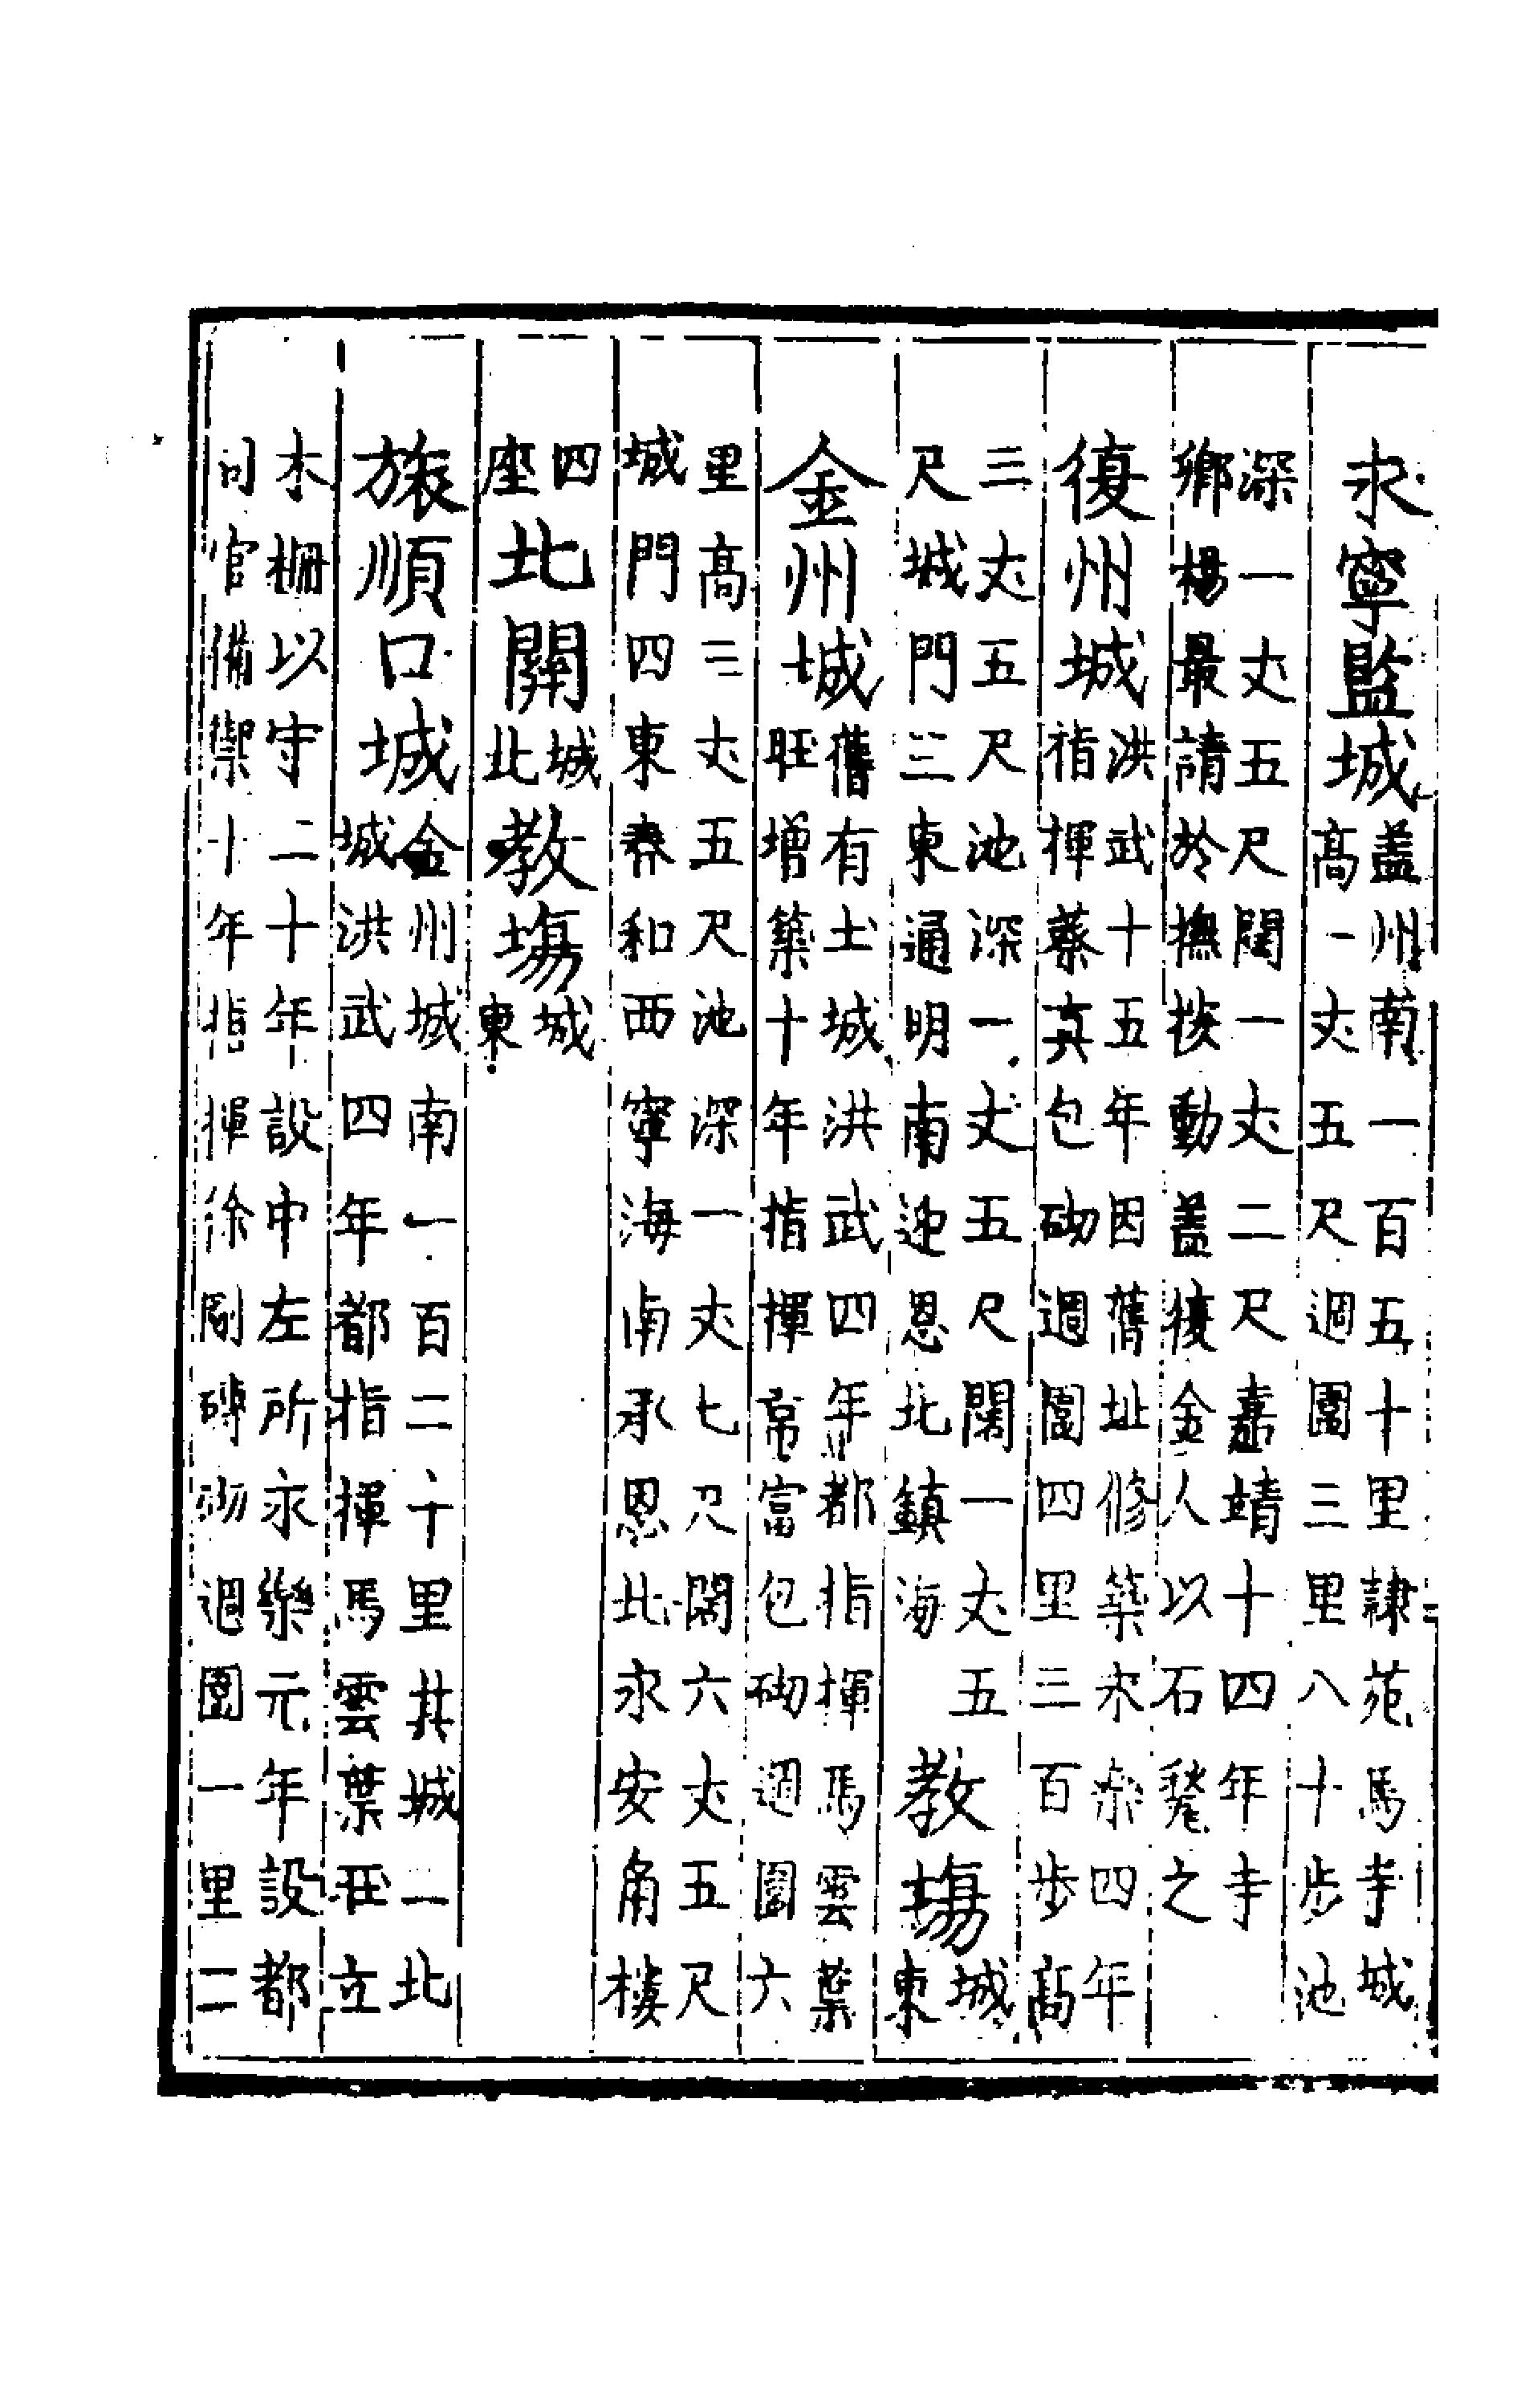 永寧監城蓋州南一百五十里隷苑馬寺城
高一丈五尺週圍三里八十步池
深一丈五尺闊一丈二尺嘉靖十四年寺
鄉楊最請於撫按動蓋復金人以石甃之
復州城洪武十五年因舊址修築永樂四年
指揮蔡真包砌週圍四里三百步高
三丈五尺池深一丈五尺闊一丈五
尺城門三東通明南迎恩北鎮海
教場城東
金州城舊有土城洪武四年都指揮馬雲葉
旺增築十年指揮常富包砌週圍六
里高三丈五尺池深一丈七尺闊六丈五尺
城門四東春和西寧海南承恩北永安角樓
四座北關城北教場城東
旅順口城金州城南一百二十里其城二北
城洪武四年都指揮馬雲葉旺立
木柵以守二十年設中左所永樂元年設都
司官備禦十年指揮徐剛磚砌週圍一里二